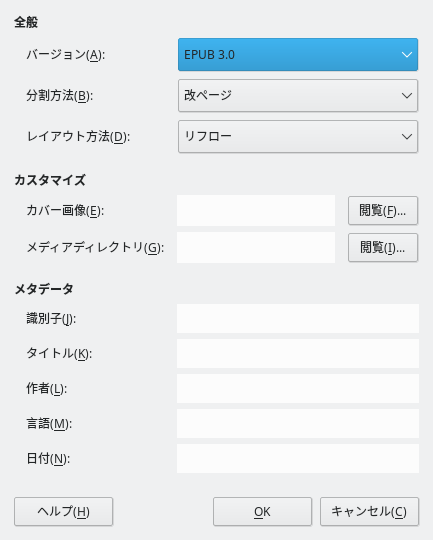 全般
バージョン(A): EPUB 3.0
分割方法(B): 改ページ
レイアウト方法(D): リフロー
カスタマイズ
カバー画像(E): 閲覧(F)...
メディアディレクトリ(G): 閲覧(I)...
メタデータ
識別子(J):
タイトル(K):
作者(L):
言語(M):
日付(N):
ヘルプ(H) OK キャンセル(C)